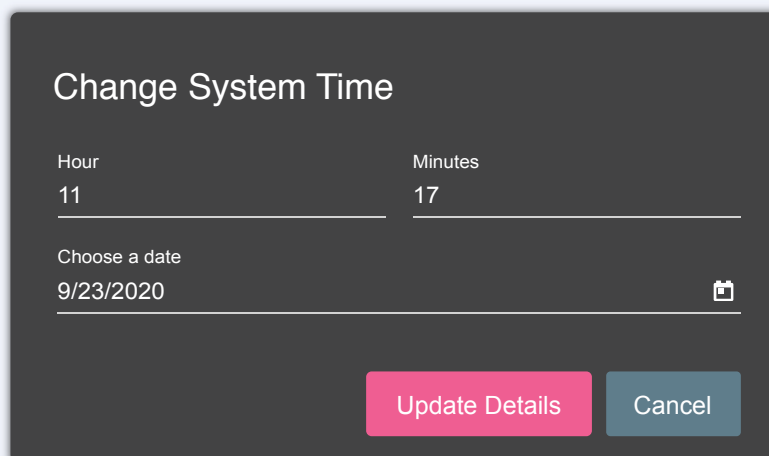 Change System Time
Hour
Minutes
11
17
Choose a date
9/23/2020
Update Details
Cancel